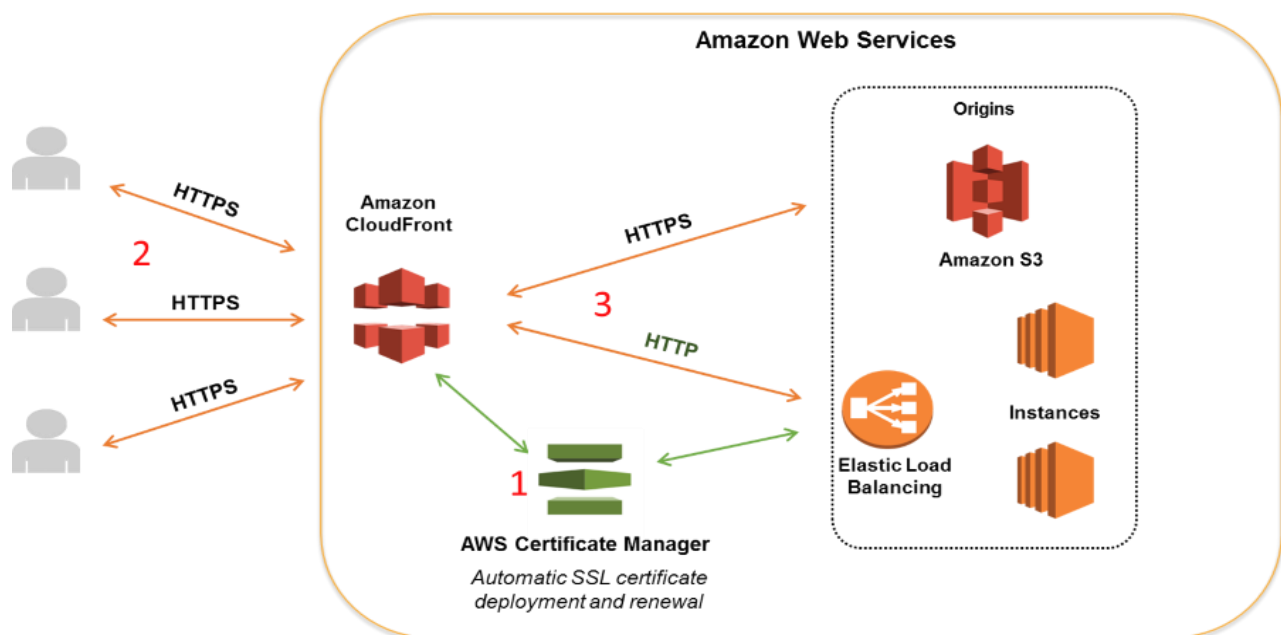 Amazon Web Services
Origins
HTTPS
2
HTTPS
HTTPS
Amazon
CloudFront
HTTPS
3
HTTP
Amazon S3
Instances
Elastic Load
Balancing
1
AWS Certificate Manager
Automatic SSL certificate
deployment and renewal